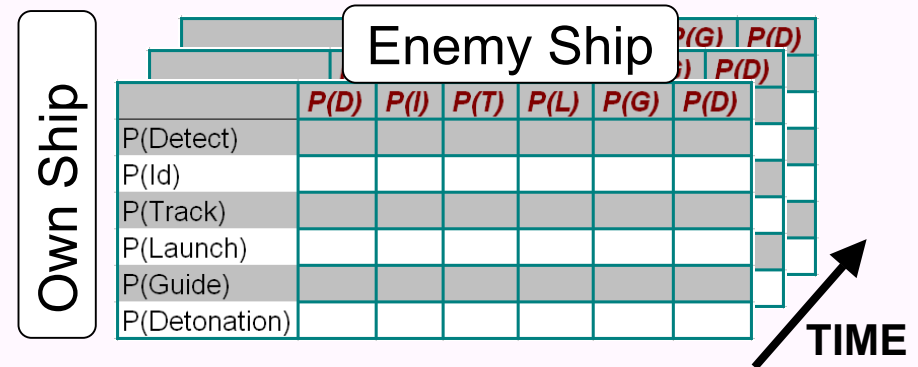 Own Ship
Enemy Ship
P(G) P(D)
P(D)
P(D) P(I) P(T) P(L) P(G) P(D)
P(Detect)
P(Id)
P(Track)
P(Launch)
P(Guide)
P(Detonation)
TIME